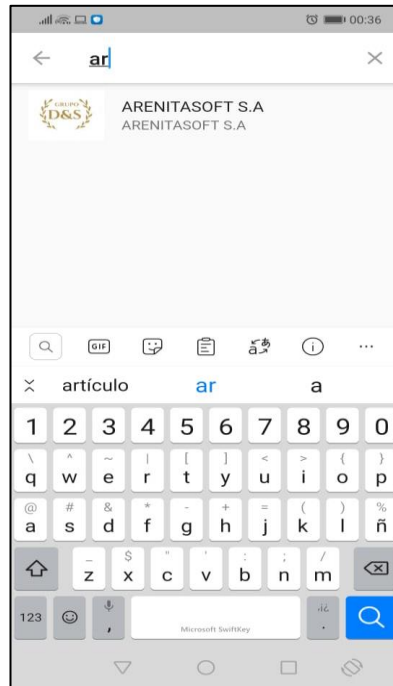 00:36
ar
GRUPO
D&S
ARENITASOFT S.A
ARENITASOFT S.A
GIF
artículo ar a
1 2 3 4 5 6 7 8 9 0
\ ^ ~ | [ ] < > { }
q w e r t y u i o p
@ # & * - + = ( ) %
a s d f g h j k l ñ
_ $ " ' : ; /
z x c v b n m
123 , Microsoft SwiftKey .